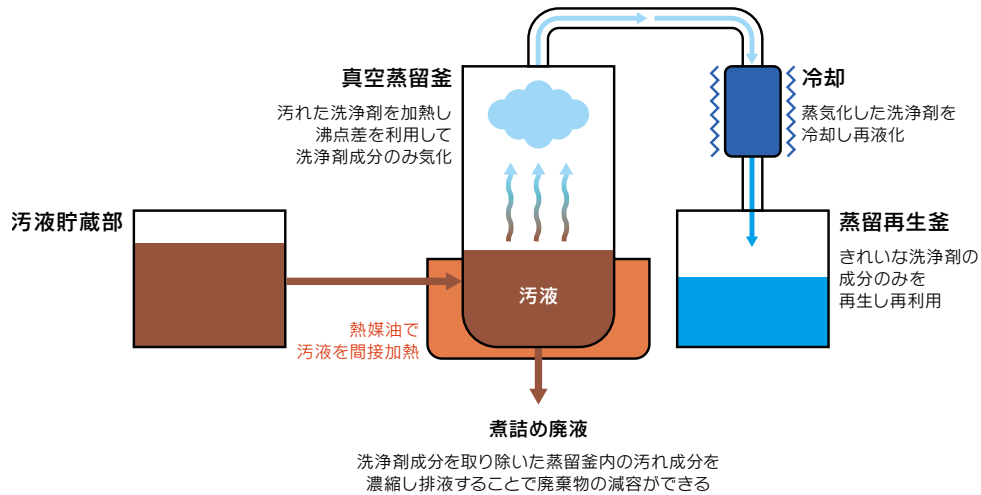 真空蒸留釜
汚れた洗浄剤を加熱し
沸点差を利用して
洗浄剤成分のみ気化
冷却
蒸気化した洗浄剤を
冷却し再液化
汚液貯蔵部
蒸留再生釜
きれいな洗浄剤の
成分のみを
再生し再利用
汚液
熱媒油で
汚液を間接加熱
煮詰め廃液
洗浄剤成分を取り除いた蒸留釜内の汚れ成分を
濃縮し排液することで廃棄物の減容ができる